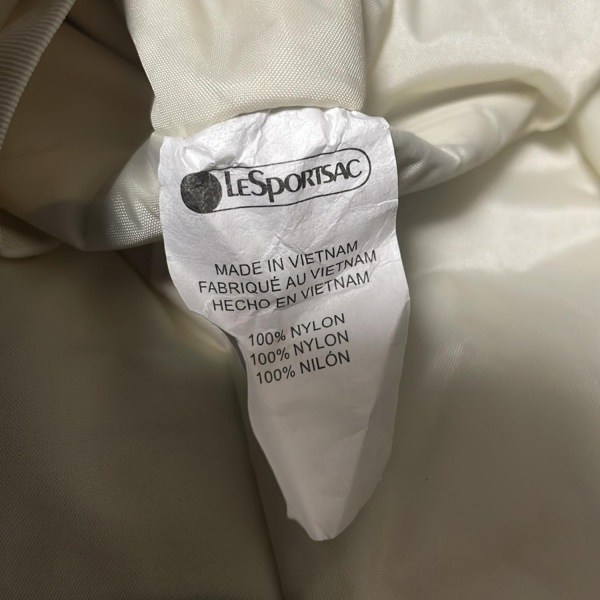 LeSportsac
MADE IN VIETNAM
FABRIQUÉ AU VIETNAM
HECHO EN VIETNAM
100% NYLON
100% NYLON
100% NILÓN